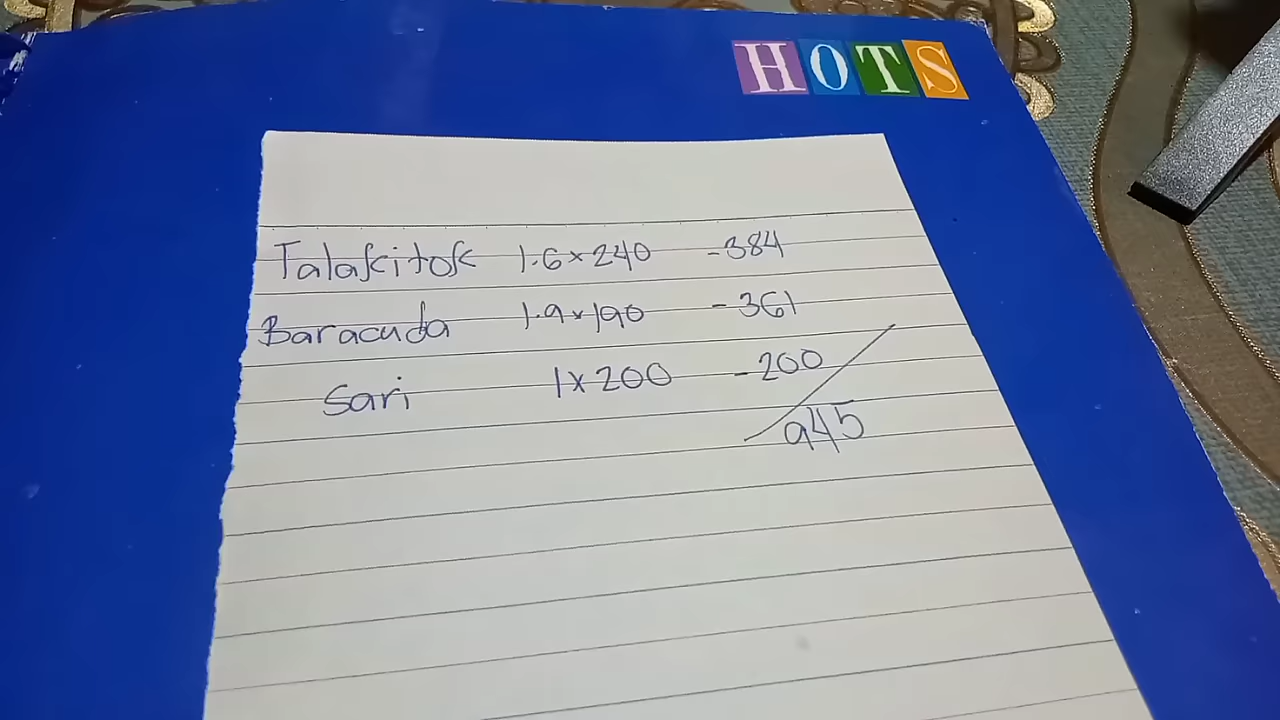 HOTS
Talakitok 1.6 x 240 - 384
Baracuda 1.9 x 190 - 361
Sari 1 x 200 - 200
945